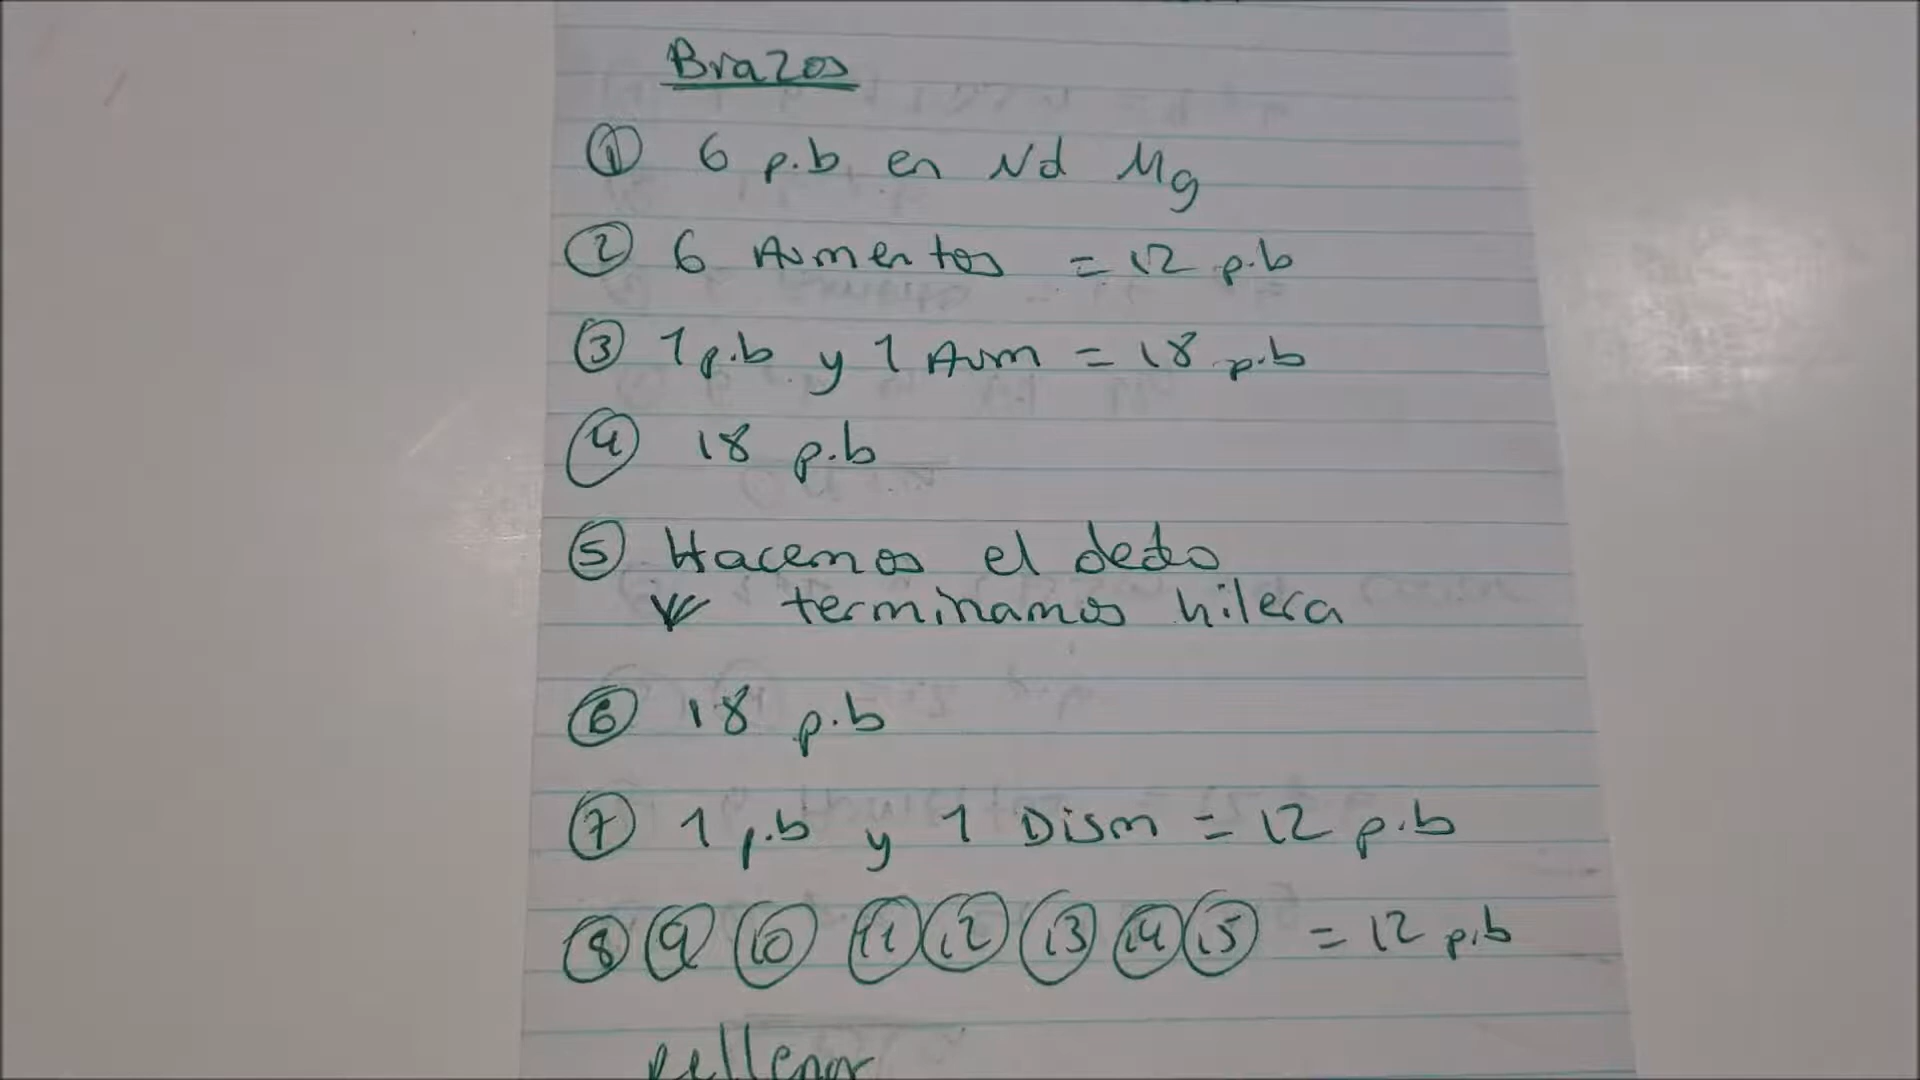 Brazos
① 6 p.b en Nd Mg
② 6 Aumentos = 12 p.b
③ 1 p.b y 1 Aum = 18 p.b
④ 18 p.b
⑤ Hacemos el dedo
y terminamos hilera
⑥ 18 p.b
⑦ 1 p.b y 1 Dism = 12 p.b
⑧ ⑨ ⑩ ⑪ ⑫ ⑬ ⑭ ⑮ = 12 p.b
rellenar